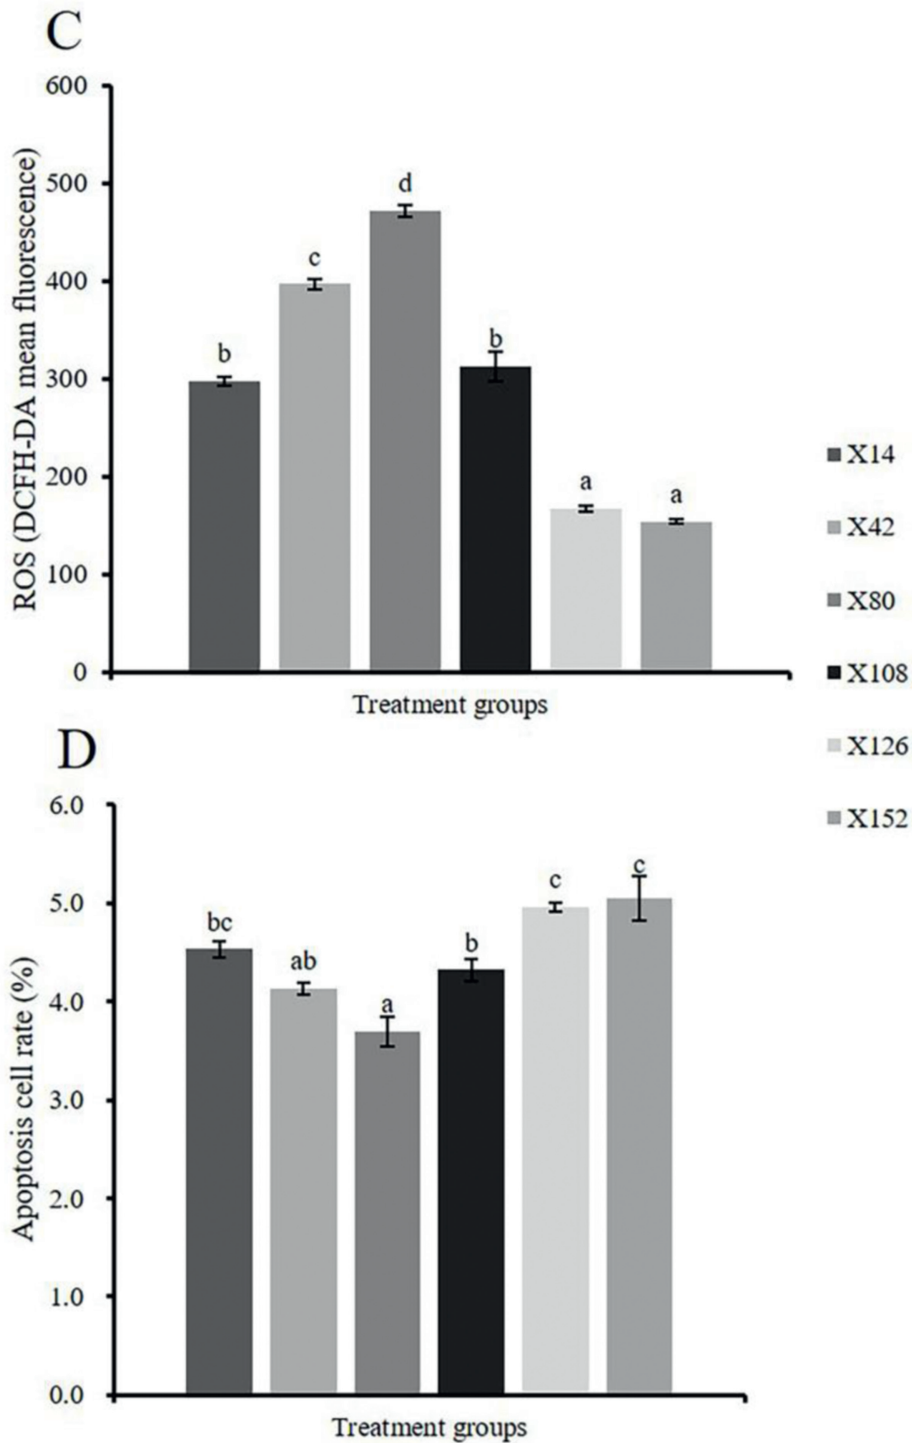 C
600
500
400
300
200
100
0
ROS (DCFH-DA mean fluorescence)
b
c
d
b
a
a
Treatment groups
X14
X42
X80
X108
X126
X152
D
6.0
5.0
4.0
3.0
2.0
1.0
0.0
Apoptosis cell rate (%)
bc
ab
a
b
c
c
Treatment groups